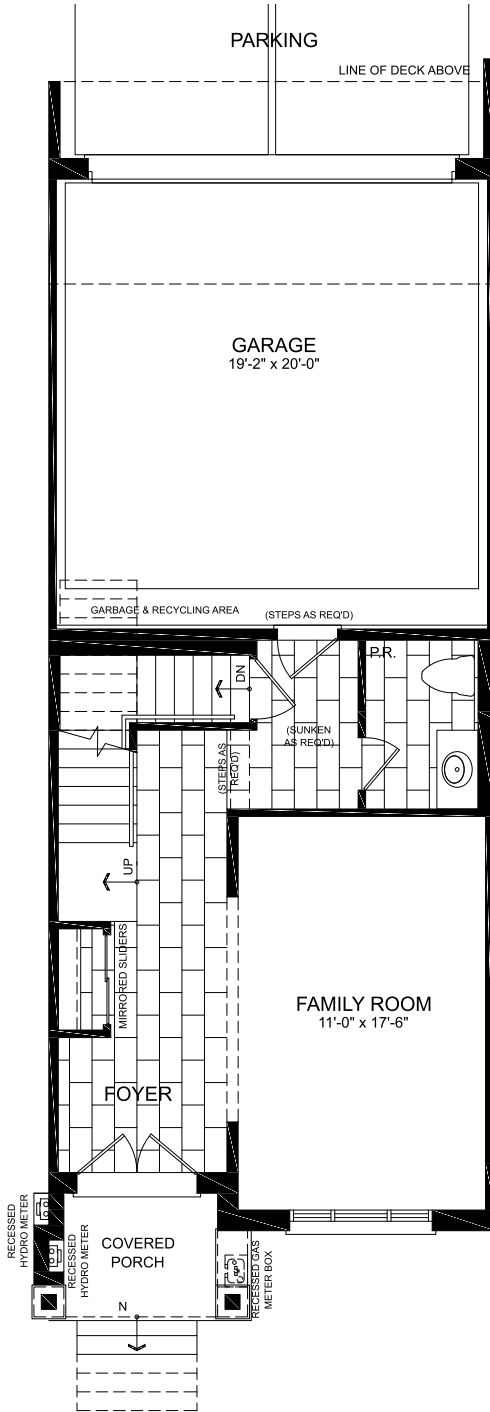 PARKING
LINE OF DECK ABOVE
GARAGE
19'-2" x 20'-0"
GARBAGE & RECYCLING AREA
(STEPS AS REQ'D)
P.R.
DN
(SUNKEN
AS REQ'D)
(STEPS AS
REQ'D)
UP
MIRRORED SLIDERS
FAMILY ROOM
11'-0" x 17'-6"
FOYER
RECESSED
HYDRO METER
RECESSED
HYDRO METER
COVERED
PORCH
RECESSED GAS
METER BOX
N